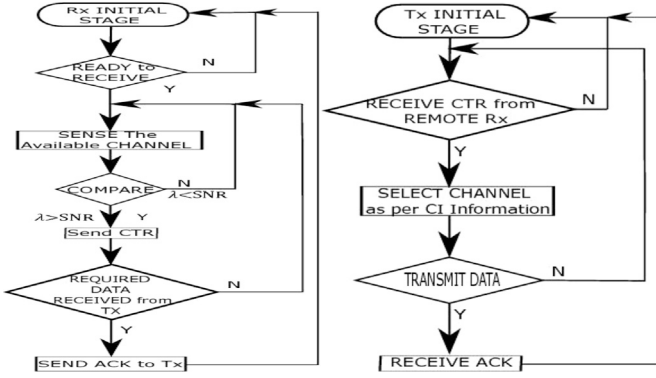 Rx INITIAL
STAGE
READY to
RECEIVE
N
Y
SENSE The
Available CHANNEL
COMPARE
N
λ<SNR
λ>SNR
Y
Send CTR
REQUIRED
DATA
RECEIVED from
TX
N
Y
SEND ACK to Tx
Tx INITIAL
STAGE
RECEIVE CTR from
REMOTE Rx
N
Y
SELECT CHANNEL
as per CI Information
TRANSMIT DATA
N
Y
RECEIVE ACK